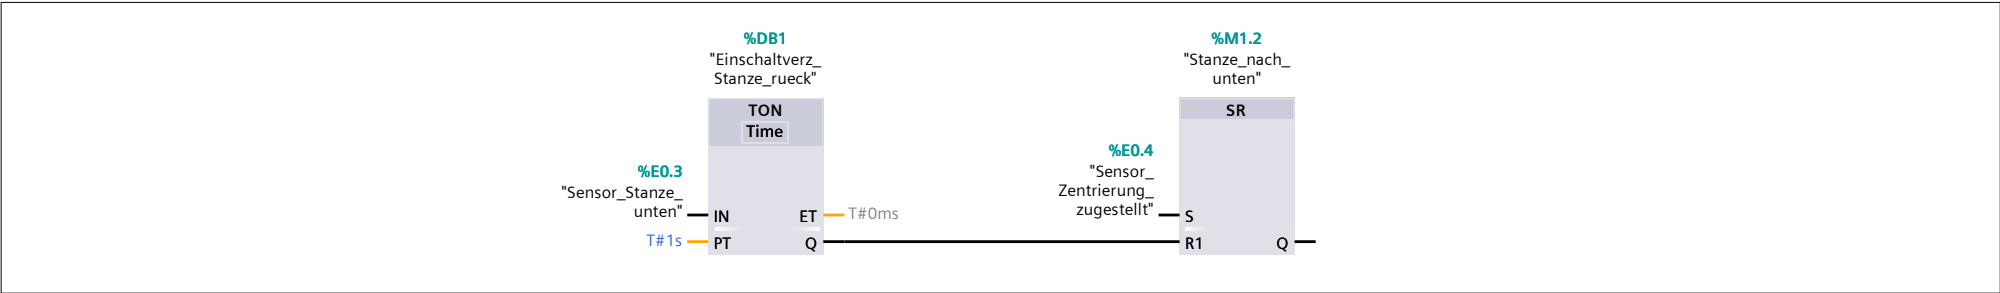 %DB1
"Einschaltverz_
Stanze_rueck"
TON
Time
%E0.3
"Sensor_Stanze_
unten"
IN
ET
T#0ms
T#1s
PT
Q
%M1.2
"Stanze_nach_
unten"
SR
%E0.4
"Sensor_
Zentrierung_
zugestellt"
S
R1
Q